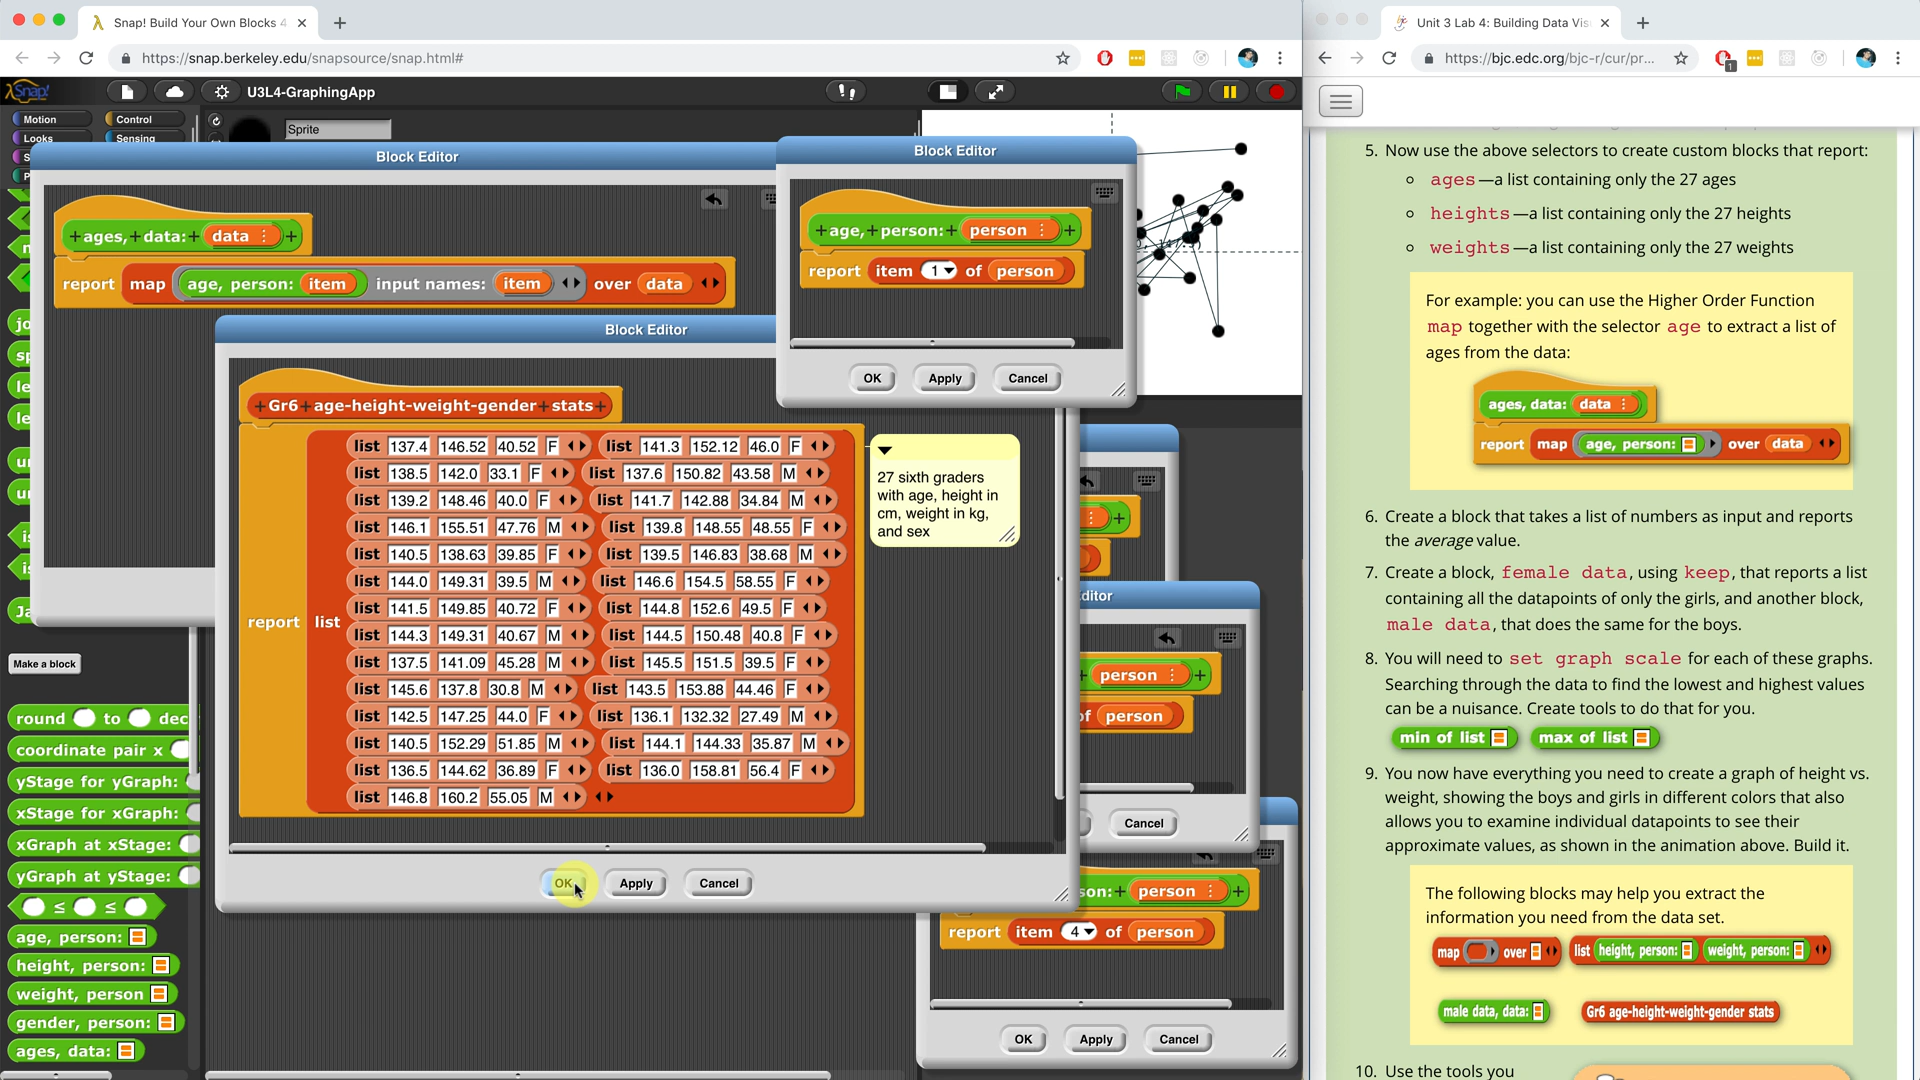 Snap! Build Your Own Blocks 4
https://snap.berkeley.edu/snapsource/snap.html#
Snap!
U3L4-GraphingApp
Motion
Control
Looks
Sensing
Sprite
Block Editor
+ages,+data:+ data +
report map age, person: item input names: item over data
Block Editor
+age,+person:+ person +
report item 1 of person
OK Apply Cancel
Block Editor
+Gr6+age-height-weight-gender+stats+
report list
list 137.4 146.52 40.52 F list 141.3 152.12 46.0 F
list 138.5 142.0 33.1 F list 137.6 150.82 43.58 M
list 139.2 148.46 40.0 F list 141.7 142.88 34.84 M
list 146.1 155.51 47.76 M list 139.8 148.55 48.55 F
list 140.5 138.63 39.85 F list 139.5 146.83 38.68 M
list 144.0 149.31 39.5 M list 146.6 154.5 58.55 F
list 141.5 149.85 40.72 F list 144.8 152.6 49.5 F
list 144.3 149.31 40.67 M list 144.5 150.48 40.8 F
list 137.5 141.09 45.28 M list 145.5 151.5 39.5 F
list 145.6 137.8 30.8 M list 143.5 153.88 44.46 F
list 142.5 147.25 44.0 F list 136.1 132.32 27.49 M
list 140.5 152.29 51.85 M list 144.1 144.33 35.87 M
list 136.5 144.62 36.89 F list 136.0 158.81 56.4 F
list 146.8 160.2 55.05 M
27 sixth graders
with age, height in
cm, weight in kg,
and sex
OK Apply Cancel
ditor
person +
of person
Cancel
son:+ person +
report item 4 of person
OK Apply Cancel
Make a block
round to dec
coordinate pair x
yStage for yGraph:
xStage for xGraph:
xGraph at xStage:
yGraph at yStage:
≤ ≤
age, person:
height, person:
weight, person
gender, person:
ages, data:
Unit 3 Lab 4: Building Data Vis
https://bjc.edc.org/bjc-r/cur/pr...
1
5. Now use the above selectors to create custom blocks that report:
ages—a list containing only the 27 ages
heights—a list containing only the 27 heights
weights—a list containing only the 27 weights
For example: you can use the Higher Order Function
map together with the selector age to extract a list of
ages from the data:
ages, data: data
report map age, person: over data
6. Create a block that takes a list of numbers as input and reports
the average value.
7. Create a block, female data, using keep, that reports a list
containing all the datapoints of only the girls, and another block,
male data, that does the same for the boys.
8. You will need to set graph scale for each of these graphs.
Searching through the data to find the lowest and highest values
can be a nuisance. Create tools to do that for you.
min of list max of list
9. You now have everything you need to create a graph of height vs.
weight, showing the boys and girls in different colors that also
allows you to examine individual datapoints to see their
approximate values, as shown in the animation above. Build it.
The following blocks may help you extract the
information you need from the data set.
map over list height, person: weight, person:
male data, data: Gr6 age-height-weight-gender stats
10. Use the tools you